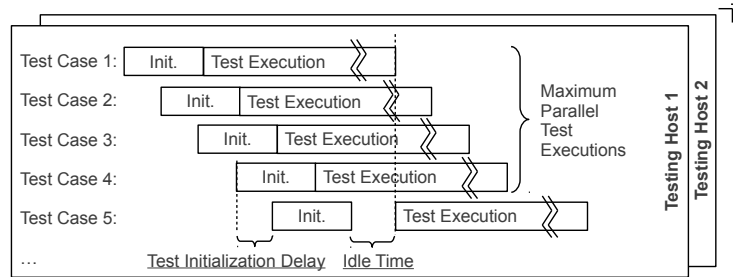 Test Case 1:
Init.
Test Execution
Test Case 2:
Init.
Test Execution
Test Case 3:
Init.
Test Execution
Test Case 4:
Init.
Test Execution
Test Case 5:
Init.
Test Execution
...
Test Initialization Delay
Idle Time
Maximum
Parallel
Test
Executions
Testing Host 1
Testing Host 2